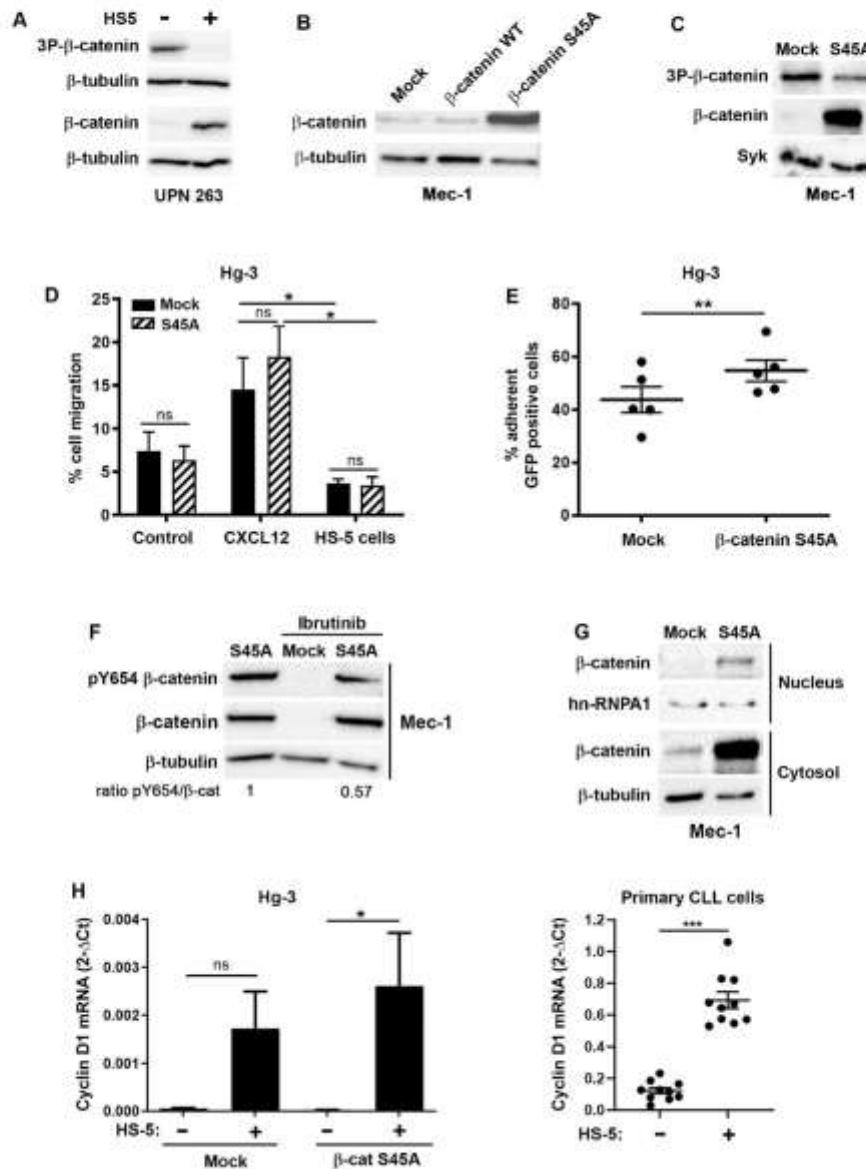 A
HS5 - +
3P-β-catenin
β-tubulin
β-catenin
β-tubulin
UPN 263
B
Mock
β-catenin WT
β-catenin S45A
β-catenin
β-tubulin
Mec-1
C
Mock S45A
3P-β-catenin
β-catenin
Syk
Mec-1
D
Hg-3
Mock
S45A
% cell migration
25
20
15
10
5
0
ns
*
ns *
ns
Control CXCL12 HS-5 cells
E
Hg-3
**
% adherent
GFP positive cells
80
60
40
20
0
Mock β-catenin S45A
F
Ibrutinib
S45A Mock S45A
pY654 β-catenin
β-catenin
β-tubulin
Mec-1
ratio pY654/β-cat 1 0.57
G
Mock S45A
β-catenin
hn-RNPA1
Nucleus
β-catenin
β-tubulin
Cytosol
Mec-1
H
Hg-3
Cyclin D1 mRNA (2-ΔCt)
0.004
0.003
0.002
0.001
0.000
ns
*
HS-5: - + - +
Mock β-cat S45A
Primary CLL cells
Cyclin D1 mRNA (2-ΔCt)
1.2
1.0
0.8
0.6
0.4
0.2
0.0
***
HS-5: - +